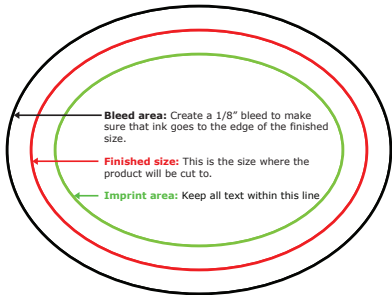 Bleed area: Create a 1/8" bleed to make
sure that ink goes to the edge of the finished
size.
Finished size: This is the size where the
product will be cut to.
Imprint area: Keep all text within this line